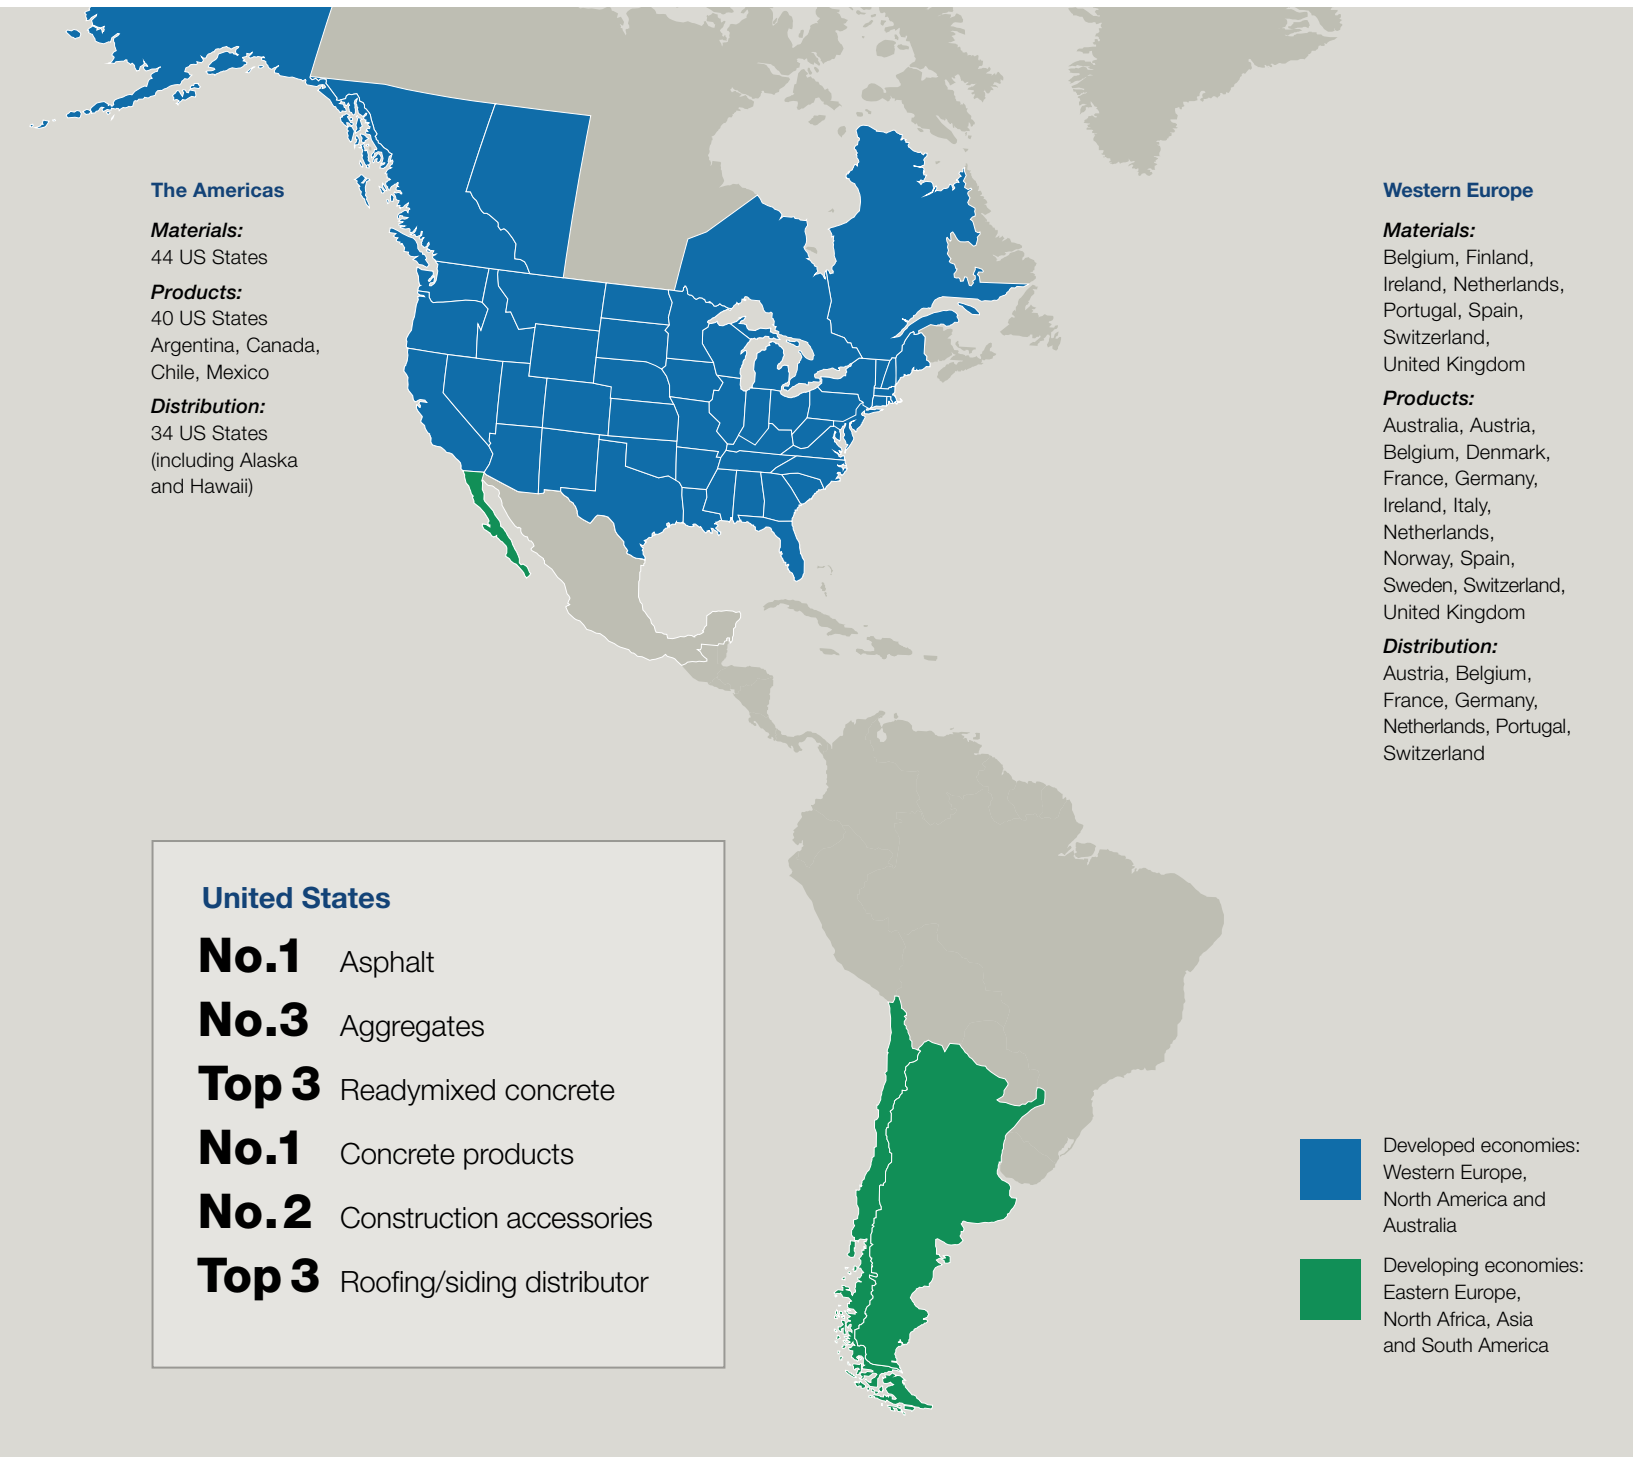 The Americas
Materials:
44 US States
Products:
40 US States
Argentina, Canada,
Chile, Mexico
Distribution:
34 US States
(including Alaska
and Hawaii)
Western Europe
Materials:
Belgium, Finland,
Ireland, Netherlands,
Portugal, Spain,
Switzerland,
United Kingdom
Products:
Australia, Austria,
Belgium, Denmark,
France, Germany,
Ireland, Italy,
Netherlands,
Norway, Spain,
Sweden, Switzerland,
United Kingdom
Distribution:
Austria, Belgium,
France, Germany,
Netherlands, Portugal,
Switzerland
United States
No.1 Asphalt
No.3 Aggregates
Top 3 Readymixed concrete
No.1 Concrete products
No.2 Construction accessories
Top 3 Roofing/siding distributor
Developed economies:
Western Europe,
North America and
Australia
Developing economies:
Eastern Europe,
North Africa, Asia
and South America